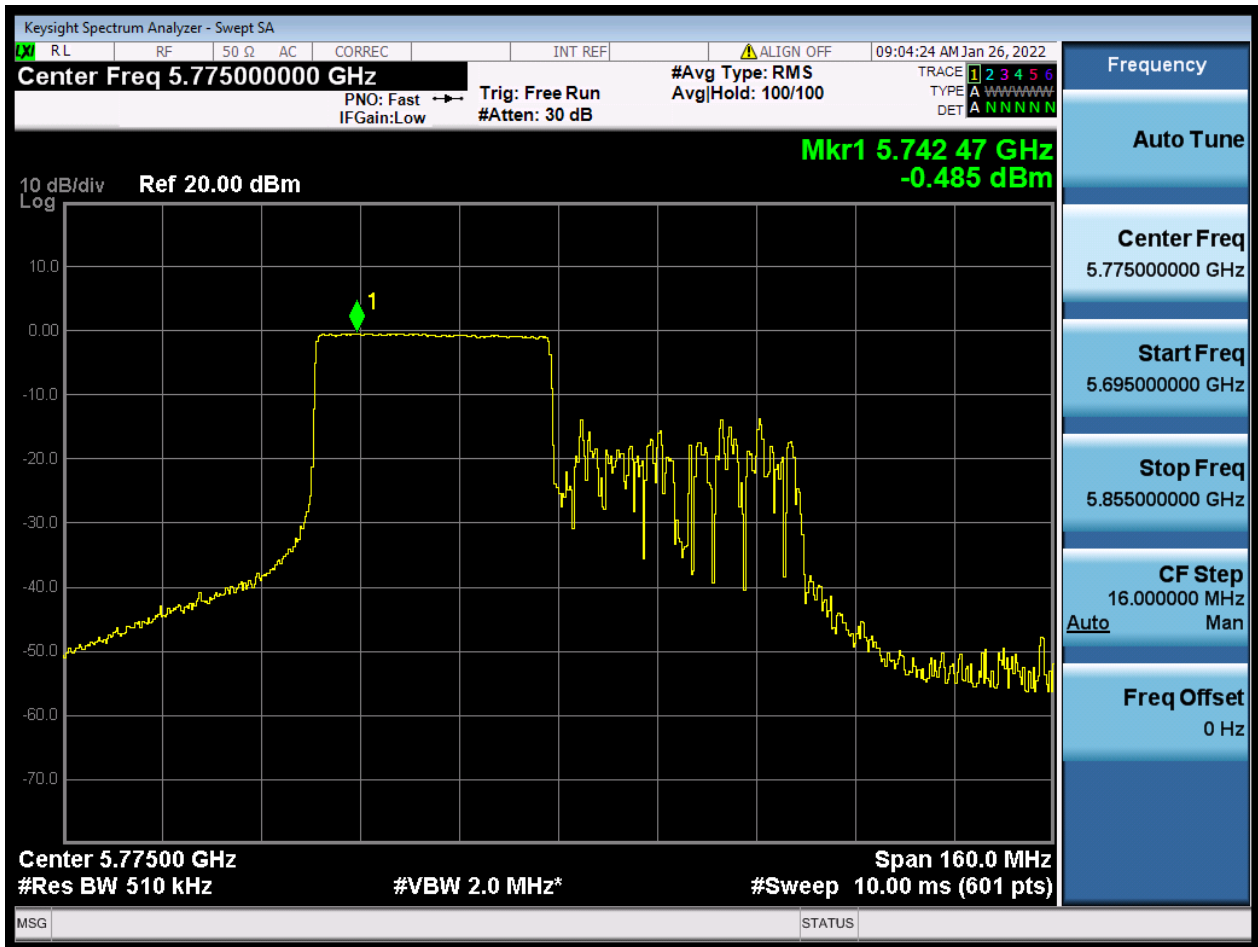 Keysight Spectrum Analyzer - Swept SA
LXI RL RF 50 Ω AC CORREC INT REF ALIGN OFF 09:04:24 AM Jan 26, 2022
Center Freq 5.775000000 GHz
PNO: Fast
IFGain:Low
Trig: Free Run
#Atten: 30 dB
#Avg Type: RMS
Avg|Hold: 100/100
TRACE 1 2 3 4 5 6
TYPE A WWWWW
DET A N N N N N
Mkr1 5.742 47 GHz
-0.485 dBm
10 dB/div Ref 20.00 dBm
Log
10.0
1
0.00
-10.0
-20.0
-30.0
-40.0
-50.0
-60.0
-70.0
Center 5.77500 GHz Span 160.0 MHz
#Res BW 510 kHz #VBW 2.0 MHz* #Sweep 10.00 ms (601 pts)
MSG STATUS
Frequency
Auto Tune
Center Freq
5.775000000 GHz
Start Freq
5.695000000 GHz
Stop Freq
5.855000000 GHz
CF Step
16.000000 MHz
Auto Man
Freq Offset
0 Hz